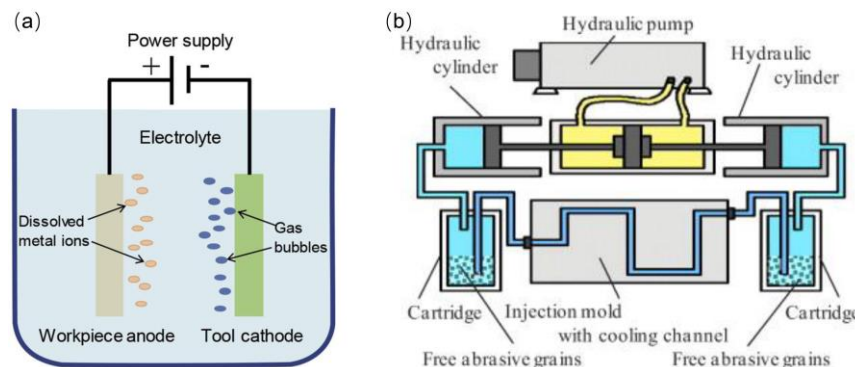 (a)
Power supply
+
-
Electrolyte
Dissolved
metal ions
Gas
bubbles
Workpiece anode
Tool cathode
(b)
Hydraulic pump
Hydraulic
cylinder
Hydraulic
cylinder
Cartridge
Injection mold
with cooling channel
Cartridge
Free abrasive grains
Free abrasive grains